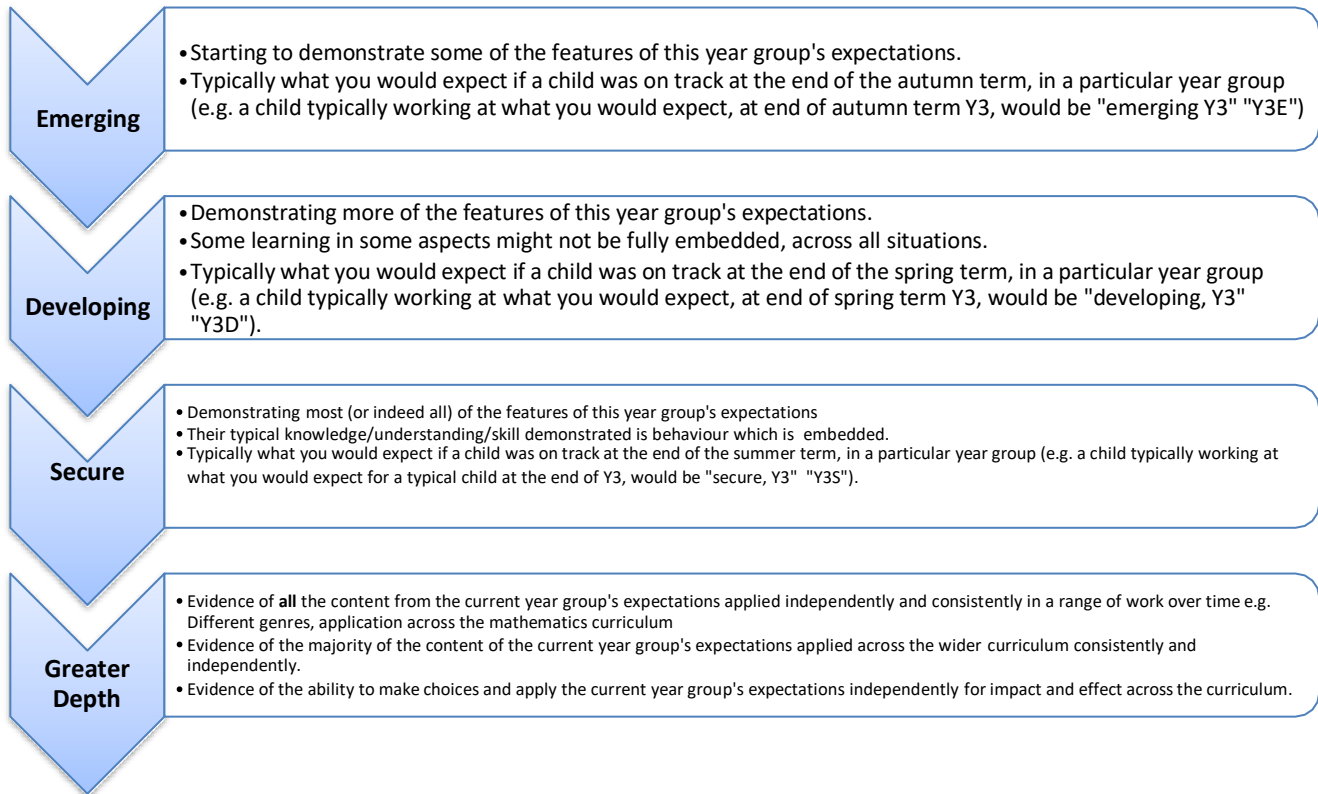 Emerging
•Starting to demonstrate some of the features of this year group's expectations.
•Typically what you would expect if a child was on track at the end of the autumn term, in a particular year group
(e.g. a child typically working at what you would expect, at end of autumn term Y3, would be "emerging Y3" "Y3E")
Developing
•Demonstrating more of the features of this year group's expectations.
•Some learning in some aspects might not be fully embedded, across all situations.
•Typically what you would expect if a child was on track at the end of the spring term, in a particular year group
(e.g. a child typically working at what you would expect, at end of spring term Y3, would be "developing, Y3"
"Y3D").
Secure
• Demonstrating most (or indeed all) of the features of this year group's expectations
• Their typical knowledge/understanding/skill demonstrated is behaviour which is embedded.
• Typically what you would expect if a child was on track at the end of the summer term, in a particular year group (e.g. a child typically working at
what you would expect for a typical child at the end of Y3, would be "secure, Y3" "Y3S").
Greater
Depth
• Evidence of all the content from the current year group's expectations applied independently and consistently in a range of work over time e.g.
Different genres, application across the mathematics curriculum
• Evidence of the majority of the content of the current year group's expectations applied across the wider curriculum consistently and
independently.
• Evidence of the ability to make choices and apply the current year group's expectations independently for impact and effect across the curriculum.